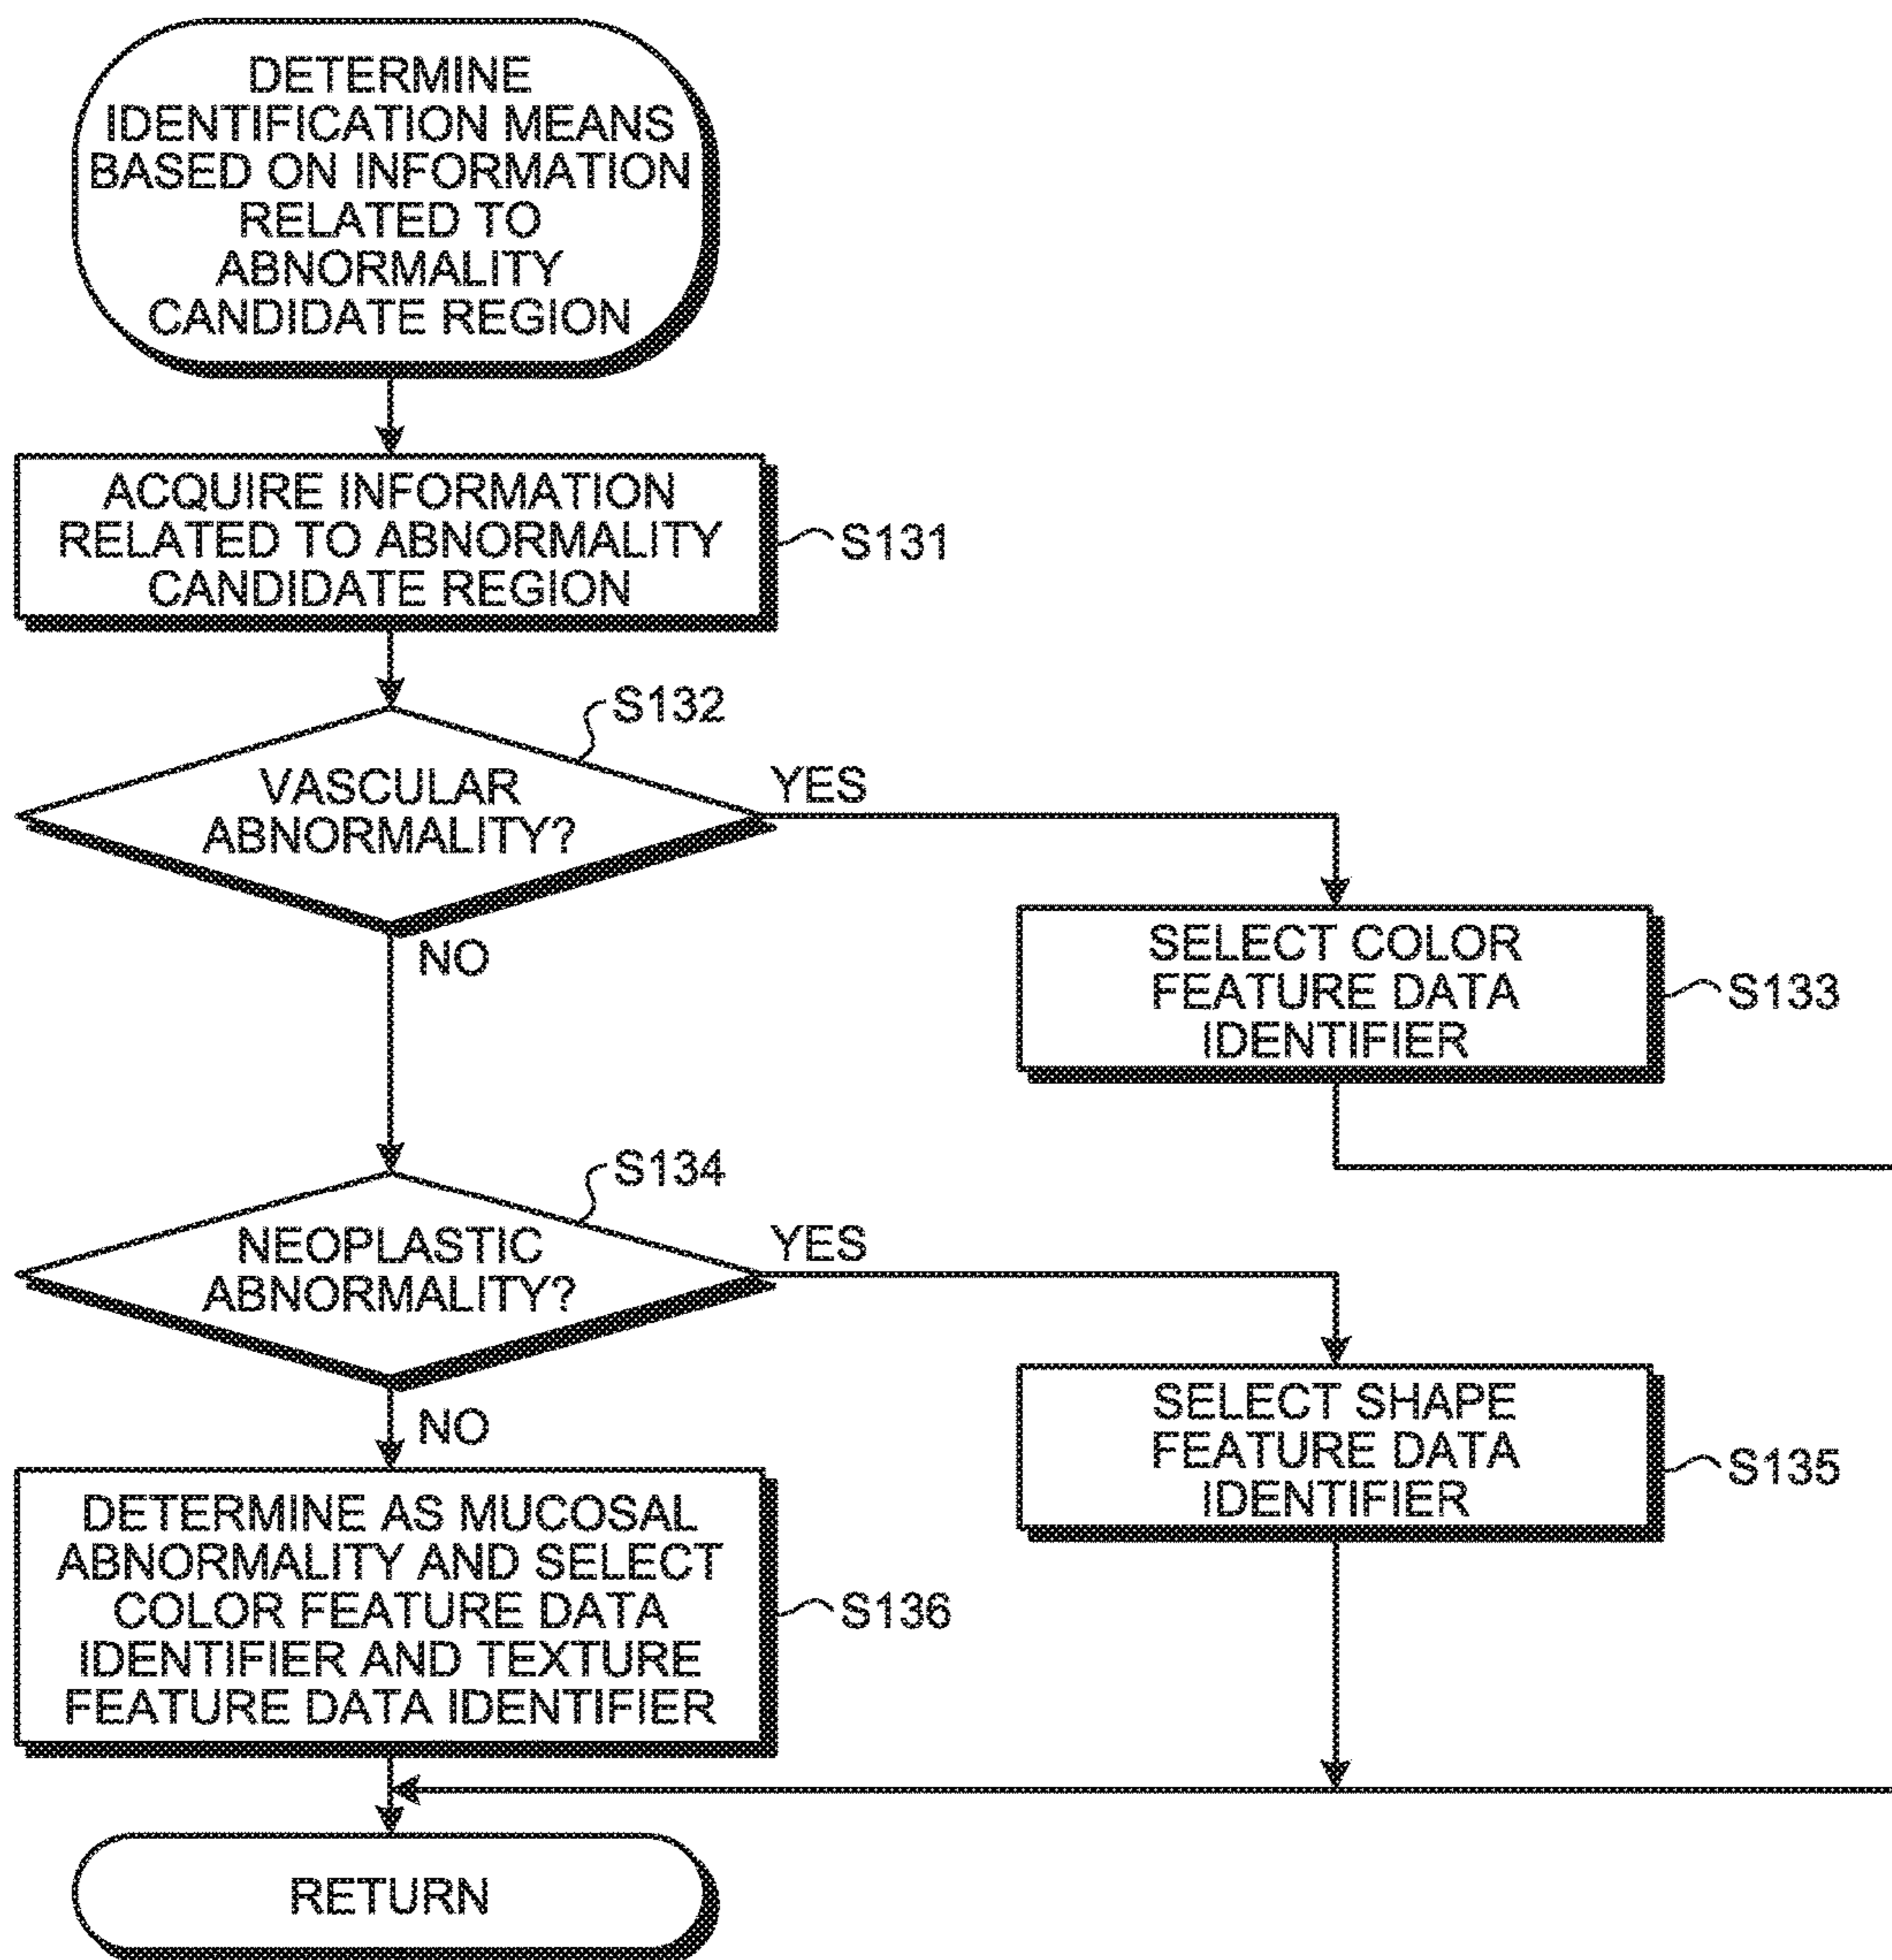 DETERMINE
IDENTIFICATION MEANS
BASED ON INFORMATION
RELATED TO
ABNORMALITY
CANDIDATE REGION
ACQUIRE INFORMATION
RELATED TO ABNORMALITY
CANDIDATE REGION
S131
S132
VASCULAR
ABNORMALITY?
YES
NO
SELECT COLOR
FEATURE DATA
IDENTIFIER
S133
S134
NEOPLASTIC
ABNORMALITY?
YES
NO
SELECT SHAPE
FEATURE DATA
IDENTIFIER
S135
DETERMINE AS MUCOSAL
ABNORMALITY AND SELECT
COLOR FEATURE DATA
IDENTIFIER AND TEXTURE
FEATURE DATA IDENTIFIER
S136
RETURN